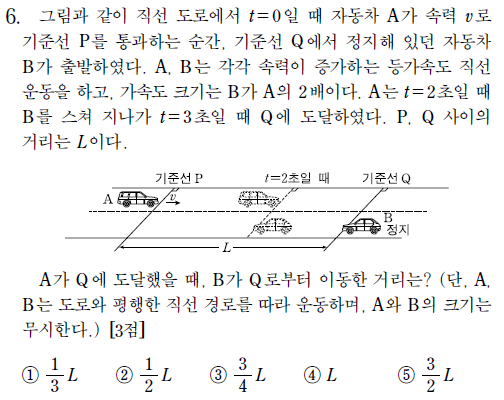 6. 그림과 같이 직선 도로에서 t=0일 때 자동차 A가 속력 v로
기준선 P를 통과하는 순간, 기준선 Q에서 정지해 있던 자동차
B가 출발하였다. A, B는 각각 속력이 증가하는 등가속도 직선
운동을 하고, 가속도 크기는 B가 A의 2배이다. A는 t=2초일 때
B를 스쳐 지나가 t=3초일 때 Q에 도달하였다. P, Q 사이의
거리는 L이다.
기준선 P t=2초일 때 기준선 Q
A v
B
정지
L
A가 Q에 도달했을 때, B가 Q로부터 이동한 거리는? (단, A,
B는 도로와 평행한 직선 경로를 따라 운동하며, A와 B의 크기는
무시한다.) [3점]
① 1/3 L ② 1/2 L ③ 3/4 L ④ L ⑤ 3/2 L